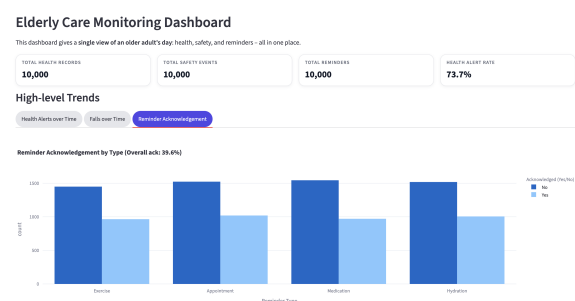 Elderly Care Monitoring Dashboard
This dashboard gives a single view of an older adult's day: health, safety, and reminders – all in one place.
TOTAL HEALTH RECORDS
10,000
TOTAL SAFETY EVENTS
10,000
TOTAL REMINDERS
10,000
HEALTH ALERT RATE
73.7%
High-level Trends
Health Alerts over Time
Falls over Time
Reminder Acknowledgement
Reminder Acknowledgement by Type (Overall ack: 39.6%)
Acknowledged (Yes/No)
No
Yes
count
1500
1000
500
0
Exercise
Appointment
Medication
Hydration
Reminder Type